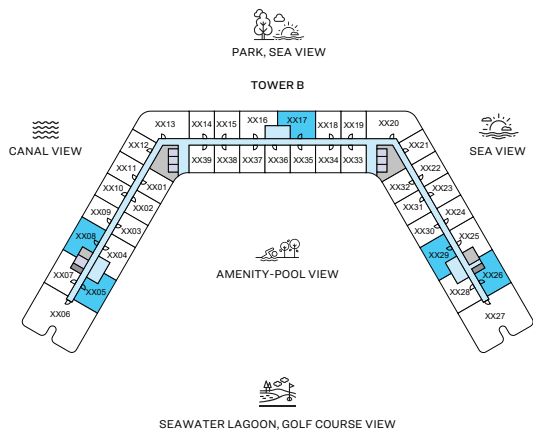 PARK, SEA VIEW
TOWER B
XX13 XX14 XX15 XX16 XX17 XX18 XX19 XX20
CANAL VIEW
SEA VIEW
XX12 XX21
XX39 XX38 XX37 XX36 XX35 XX34 XX33
XX11 XX22
XX10 XX01 XX32 XX23
XX09 XX02 XX31 XX24
XX08 XX03 XX30 XX25
XX07 XX04 XX29 XX26
AMENITY-POOL VIEW
XX05 XX28
XX06 XX27
SEAWATER LAGOON, GOLF COURSE VIEW